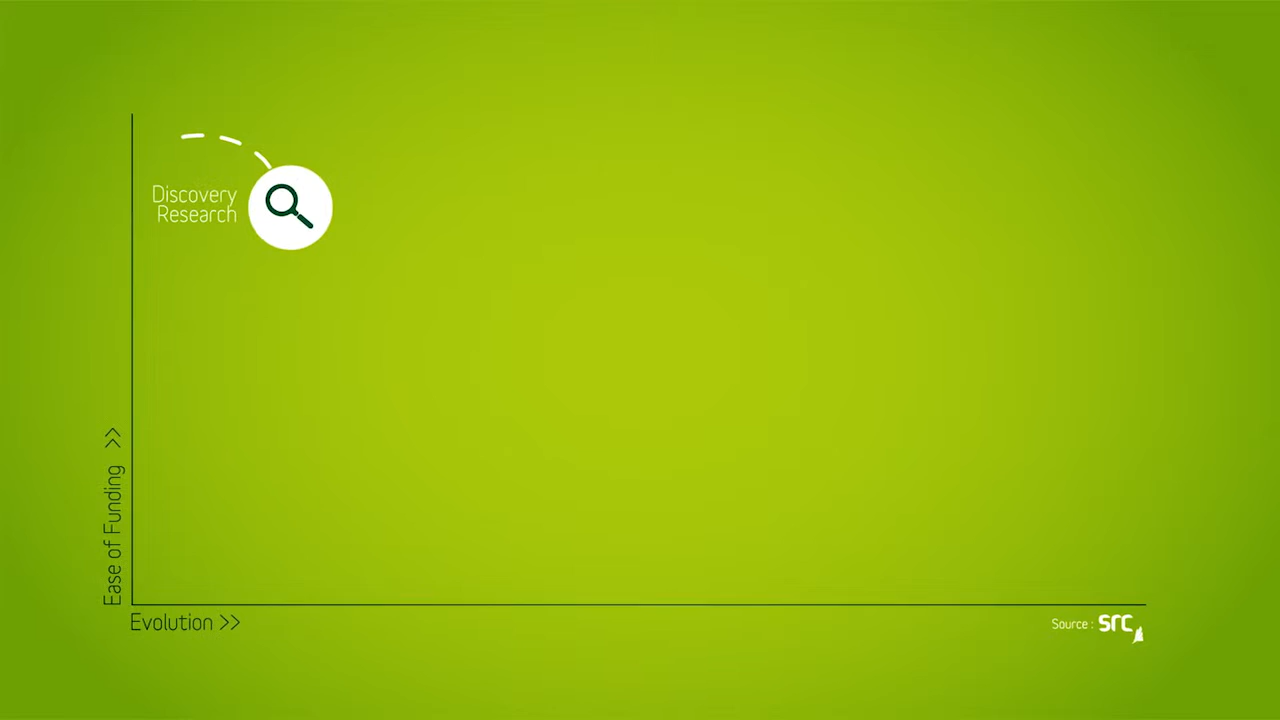 Discovery
Research
Ease of Funding >>
Evolution >>
Source : src